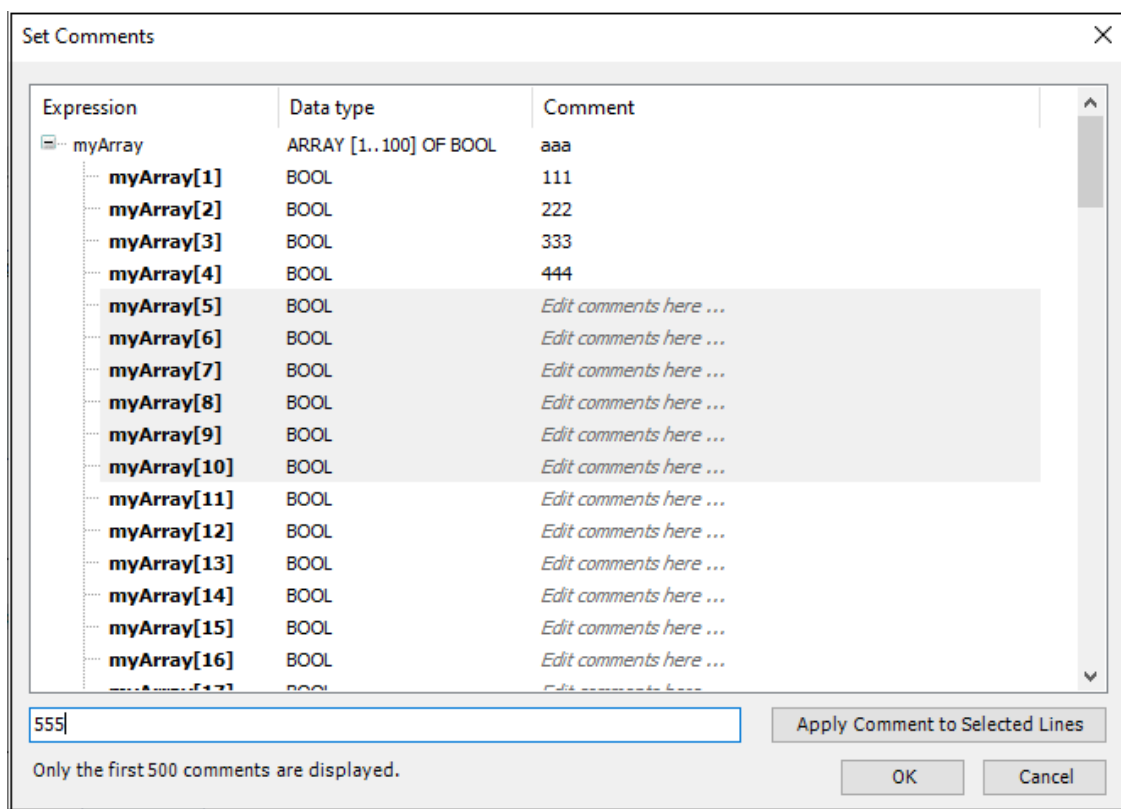 Set Comments
Expression Data type Comment
myArray ARRAY [1..100] OF BOOL aaa
myArray[1] BOOL 111
myArray[2] BOOL 222
myArray[3] BOOL 333
myArray[4] BOOL 444
myArray[5] BOOL Edit comments here ...
myArray[6] BOOL Edit comments here ...
myArray[7] BOOL Edit comments here ...
myArray[8] BOOL Edit comments here ...
myArray[9] BOOL Edit comments here ...
myArray[10] BOOL Edit comments here ...
myArray[11] BOOL Edit comments here ...
myArray[12] BOOL Edit comments here ...
myArray[13] BOOL Edit comments here ...
myArray[14] BOOL Edit comments here ...
myArray[15] BOOL Edit comments here ...
myArray[16] BOOL Edit comments here ...
555 Apply Comment to Selected Lines
Only the first 500 comments are displayed.
OK Cancel